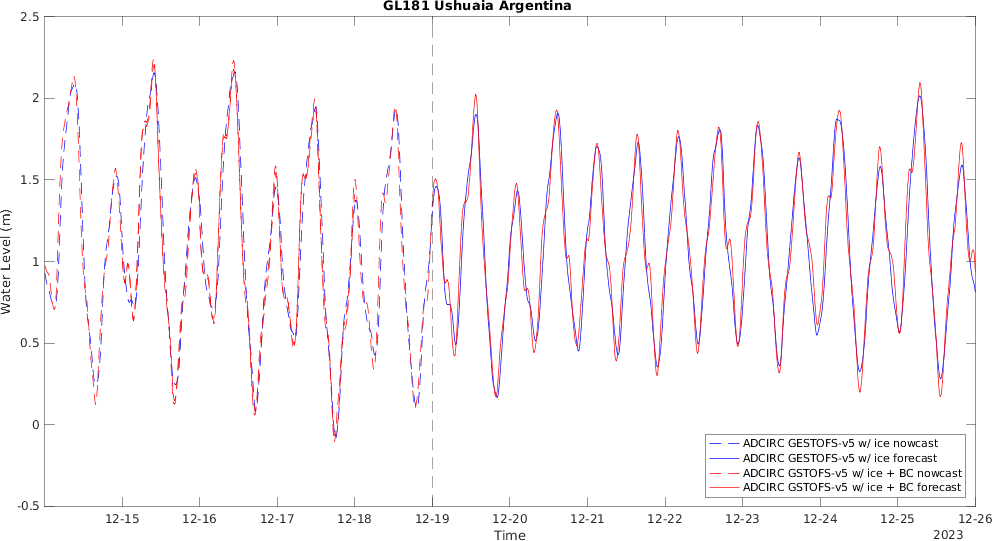 GL181 Ushuaia Argentina
2.5
2
1.5
1
0.5
0
-0.5
Water Level (m)
ADCIRC GESTOFS-v5 w/ ice nowcast
ADCIRC GESTOFS-v5 w/ ice forecast
ADCIRC GSTOFS-v5 w/ ice + BC nowcast
ADCIRC GSTOFS-v5 w/ ice + BC forecast
12-15 12-16 12-17 12-18 12-19 12-20 12-21 12-22 12-23 12-24 12-25 12-26
Time
2023